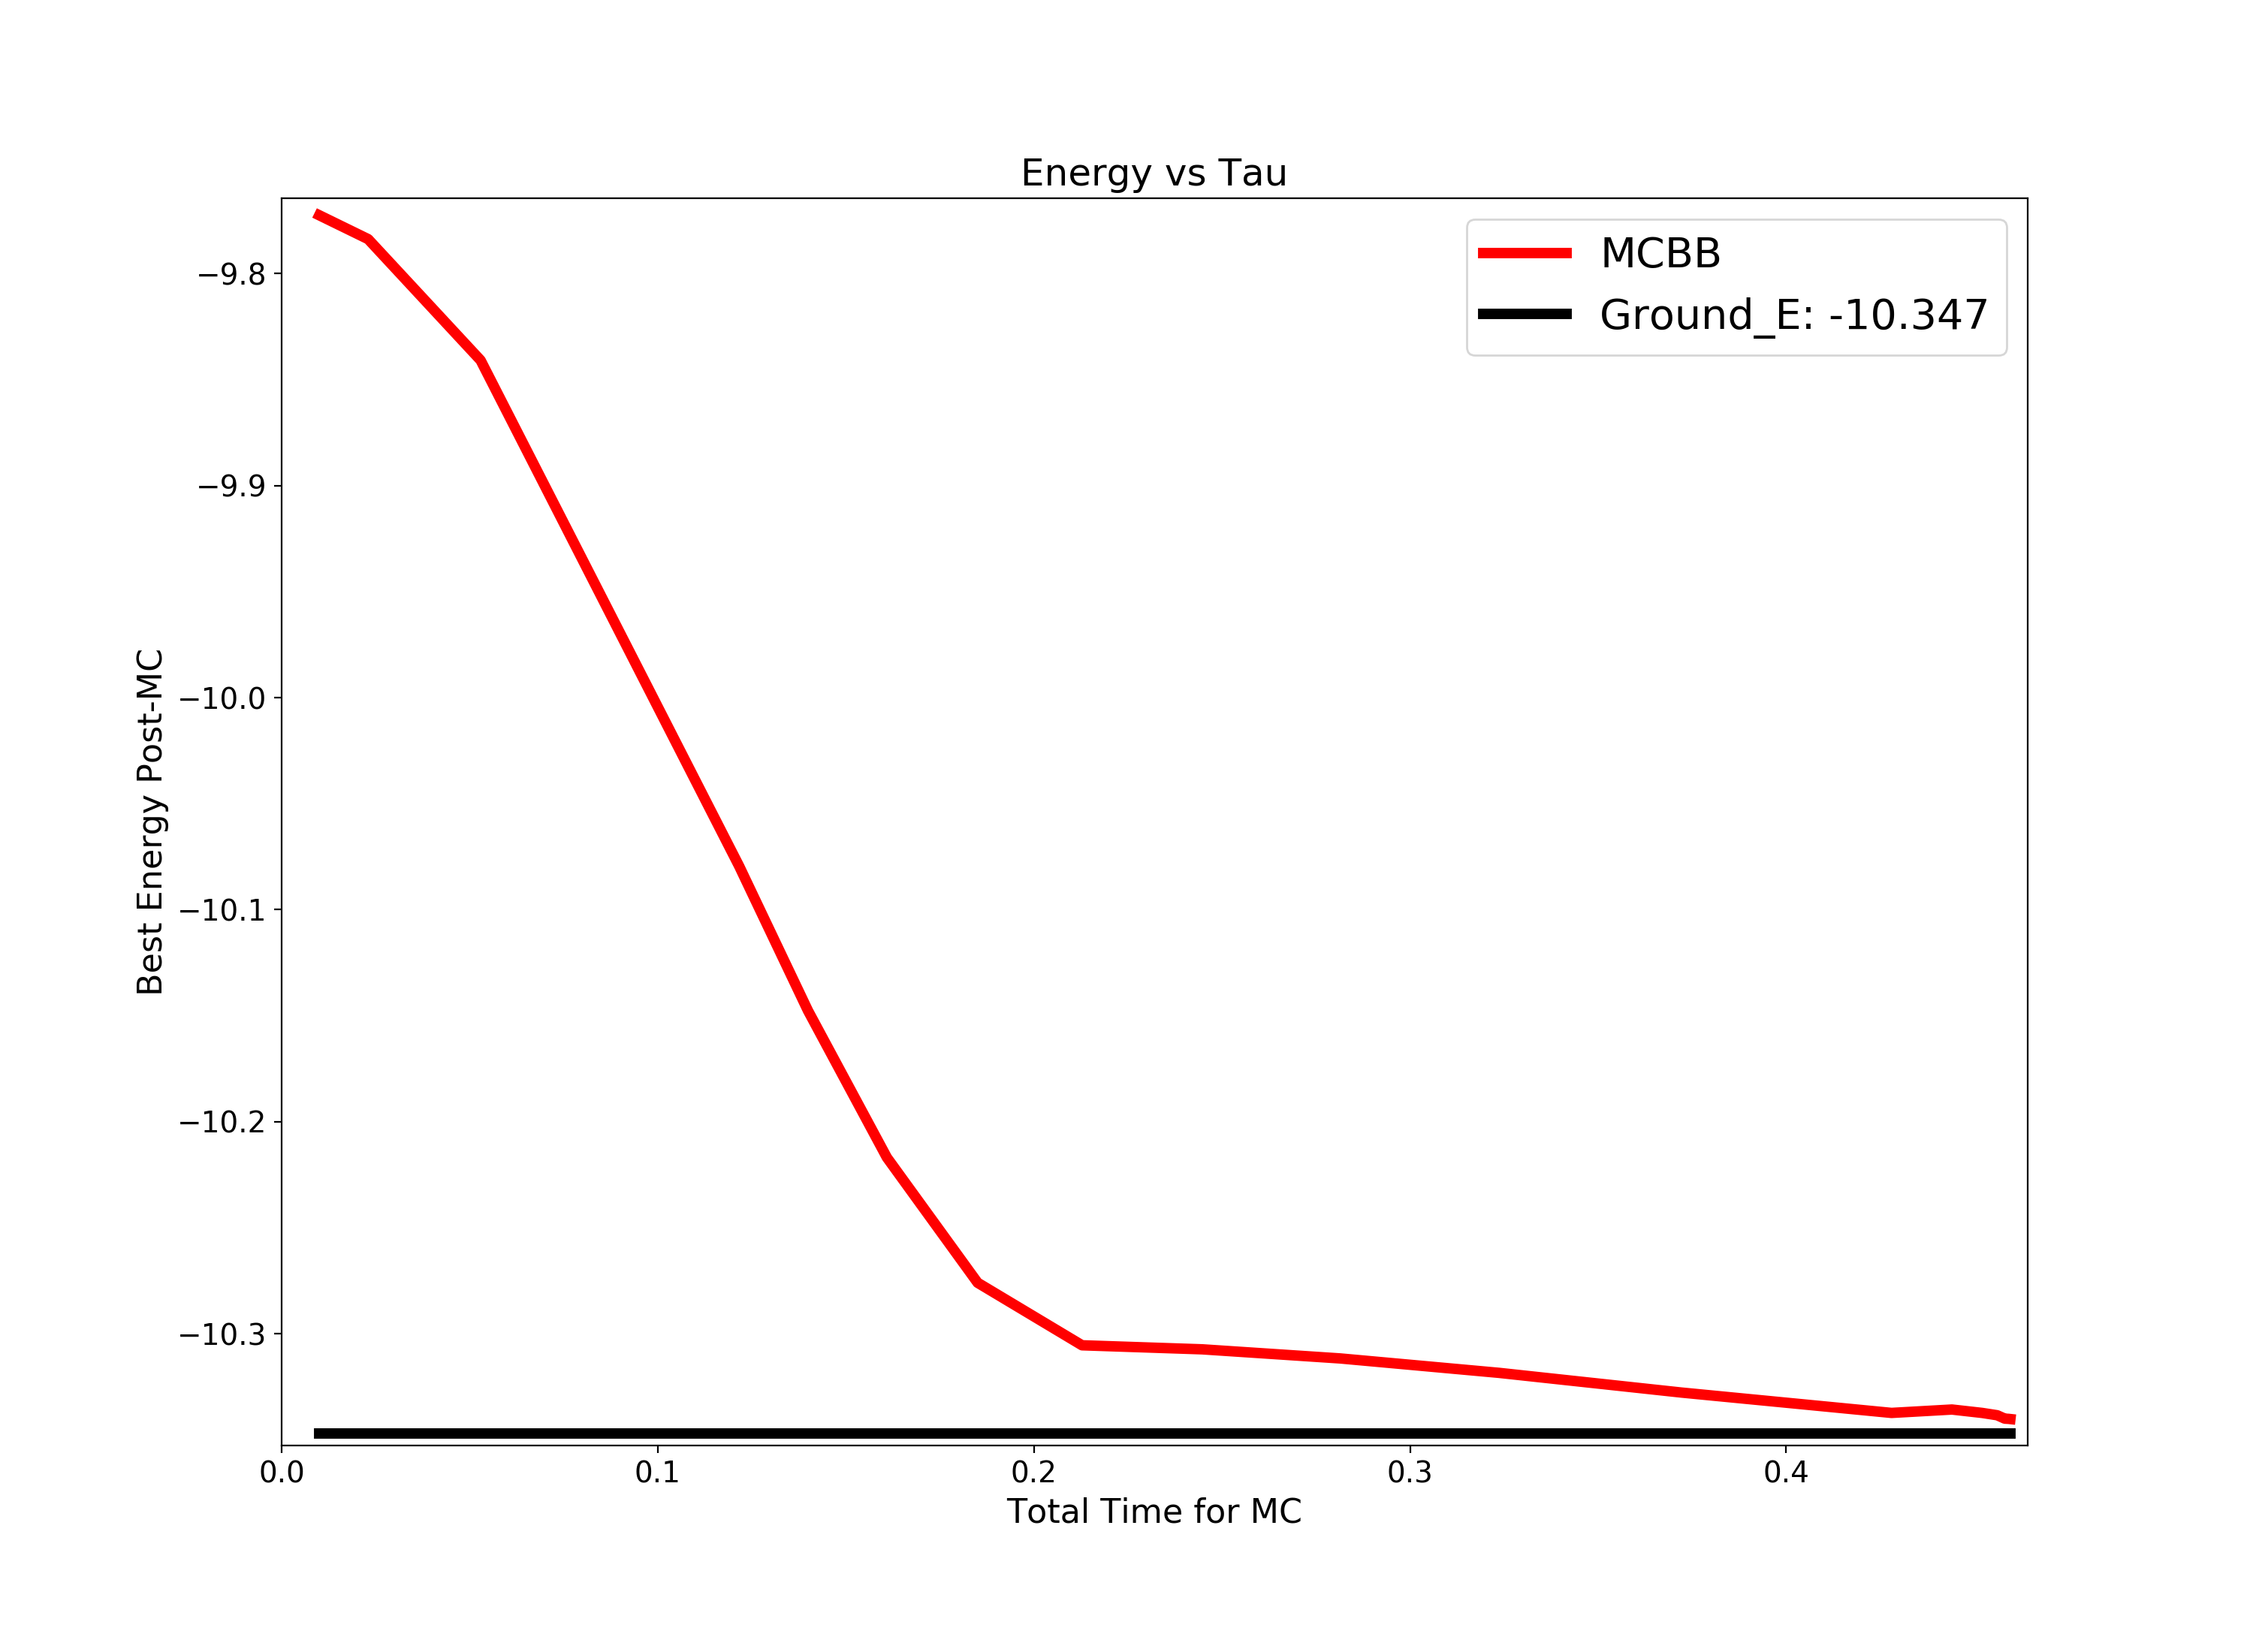 Energy vs Tau
MCBB
Ground_E: -10.347
Best Energy Post-MC
−9.8
−9.9
−10.0
−10.1
−10.2
−10.3
0.0 0.1 0.2 0.3 0.4
Total Time for MC